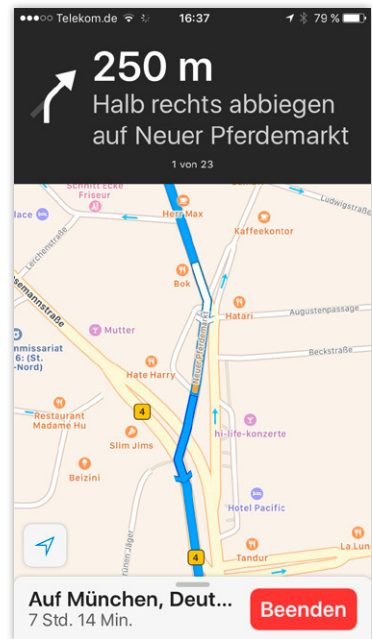 Telekom.de 16:37 79 %
250 m
Halb rechts abbiegen
auf Neuer Pferdemarkt
1 von 23
Schnitt Ecke
Friseur
Herr Max
Ludwigstraße
Kaffeekontor
Lerchenstraße
Bok
Hatari
Augustenpassage
Neuer Pferdemarkt
Mutter
6: (St.
Beckstraße
Hate Harry
Restaurant
Madame Hu
4
hi-life-konzerte
Slim Jims
Beizini
Hotel Pacific
4
Tandur
La Lun
Auf München, Deut...
7 Std. 14 Min.
Beenden